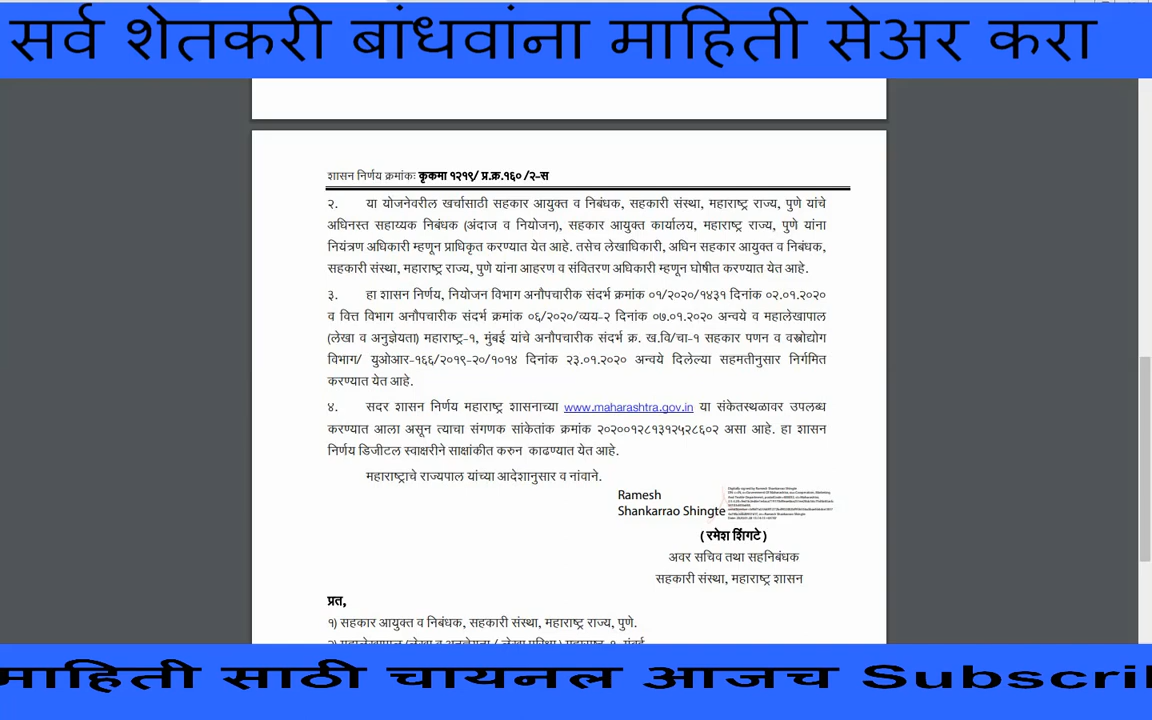 सर्व शेतकरी बांधवांना माहिती सेअर करा
शासन निर्णय क्रमांकः कृकमा १२१९/ प्र.क्र.१६० /२-स
२. या योजनेवरील खर्चासाठी सहकार आयुक्त व निबंधक, सहकारी संस्था, महाराष्ट्र राज्य, पुणे यांचे
अधिनस्त सहाय्यक निबंधक (अंदाज व नियोजन), सहकार आयुक्त कार्यालय, महाराष्ट्र राज्य, पुणे यांना
नियंत्रण अधिकारी म्हणून प्राधिकृत करण्यात येत आहे. तसेच लेखाधिकारी, अधिन सहकार आयुक्त व निबंधक,
सहकारी संस्था, महाराष्ट्र राज्य, पुणे यांना आहरण व संवितरण अधिकारी म्हणून घोषीत करण्यात येत आहे.
३. हा शासन निर्णय, नियोजन विभाग अनौपचारीक संदर्भ क्रमांक ०१/२०२०/१४३१ दिनांक ०२.०१.२०२०
व वित्त विभाग अनौपचारीक संदर्भ क्रमांक ०६/२०२०/व्यय-२ दिनांक ०७.०१.२०२० अन्वये व महालेखापाल
(लेखा व अनुज्ञेयता) महाराष्ट्र-१, मुंबई यांचे अनौपचारीक संदर्भ क्र. ख.वि/चा-१ सहकार पणन व वस्त्रोद्योग
विभाग/ युओआर-१६६/२०१९-२०/१०१४ दिनांक २३.०१.२०२० अन्वये दिलेल्या सहमतीनुसार निर्गमित
करण्यात येत आहे.
४. सदर शासन निर्णय महाराष्ट्र शासनाच्या www.maharashtra.gov.in या संकेतस्थळावर उपलब्ध
करण्यात आला असून त्याचा संगणक सांकेतांक क्रमांक २०२००१२८१३१२५२८६०२ असा आहे. हा शासन
निर्णय डिजीटल स्वाक्षरीने साक्षांकीत करुन काढण्यात येत आहे.
महाराष्ट्राचे राज्यपाल यांच्या आदेशानुसार व नांवाने.
Ramesh
Shankarrao Shingte
( रमेश शिंगटे )
अवर सचिव तथा सहनिबंधक
सहकारी संस्था, महाराष्ट्र शासन
प्रत,
१) सहकार आयुक्त व निबंधक, सहकारी संस्था, महाराष्ट्र राज्य, पुणे.
माहिती साठी चायनल आजच Subscri